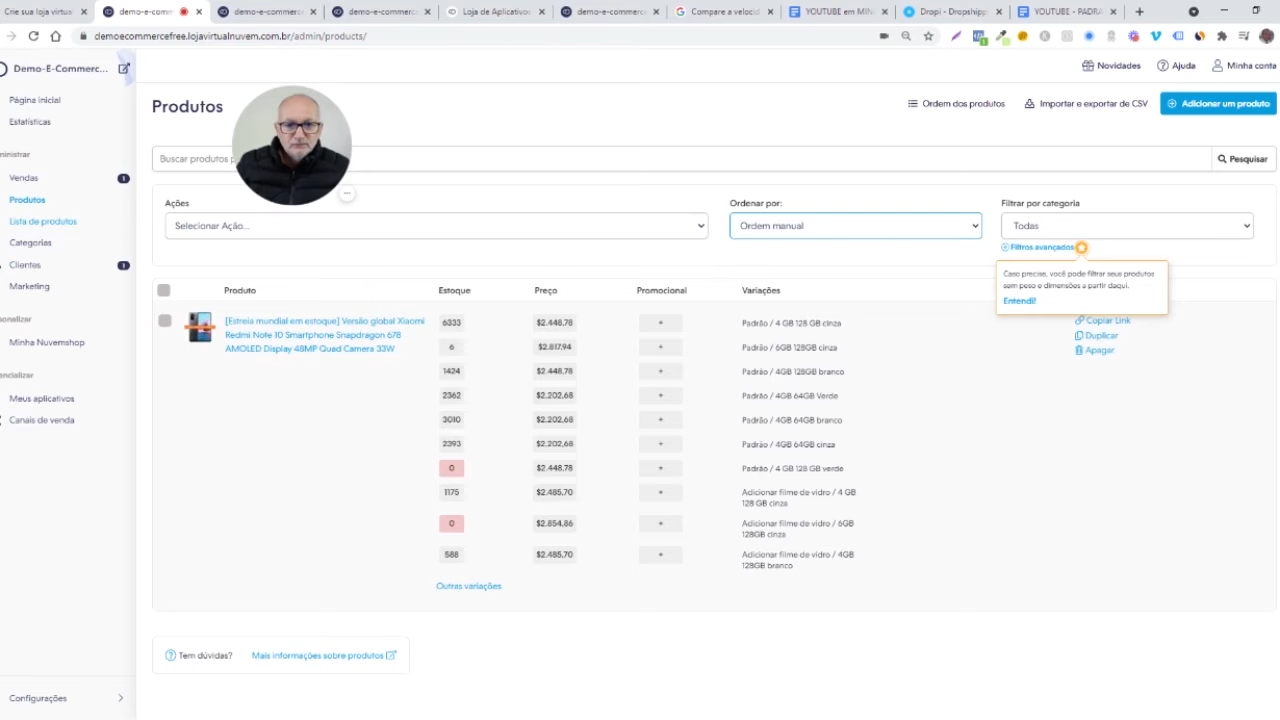 Crie sua loja virtua
demo-e-comm
demo-e-commerc
demo-e-commerc
Loja de Aplicativos
demo-e-commerc
Compare a velocid
YOUTUBE em MIN
Dropi - Dropshipp
YOUTUBE - PADRA
demoecommercefree.lojavirtualnuvem.com.br/admin/products/
Demo-E-Commerc...
Novidades
Ajuda
Minha conta
Página inicial
Estatísticas
ministrar
Vendas 1
Produtos
Lista de produtos
Categorias
Clientes 1
Marketing
sonalizar
Minha Nuvemshop
encializar
Meus aplicativos
Canais de venda
Configurações
Produtos
Ordem dos produtos
Importar e exportar de CSV
Adicionar um produto
Buscar produtos p
Pesquisar
Ações
Ordenar por:
Filtrar por categoria
Selecionar Ação...
Ordem manual
Todas
Filtros avançados
Caso precise, você pode filtrar seus produtos
sem peso e dimensões a partir daqui.
Entendi!
Produto Estoque Preço Promocional Variações
[Estreia mundial em estoque] Versão global Xiaomi
Redmi Note 10 Smartphone Snapdragon 678
AMOLED Display 48MP Quad Camera 33W
6333 $2.448,78 + Padrão / 4 GB 128 GB cinza
6 $2.817,94 + Padrão / 6GB 128GB cinza
1424 $2.448,78 + Padrão / 4GB 128GB branco
2362 $2.202,68 + Padrão / 4GB 64GB Verde
3010 $2.202,68 + Padrão / 4GB 64GB branco
2393 $2.202,68 + Padrão / 4GB 64GB cinza
0 $2.448,78 + Padrão / 4 GB 128 GB verde
1175 $2.485,70 + Adicionar filme de vidro / 4 GB
128 GB cinza
0 $2.854,86 + Adicionar filme de vidro / 6GB
128GB cinza
588 $2.485,70 + Adicionar filme de vidro / 4GB
128GB branco
Outras variações
Copiar Link
Duplicar
Apagar
Tem dúvidas? Mais informações sobre produtos